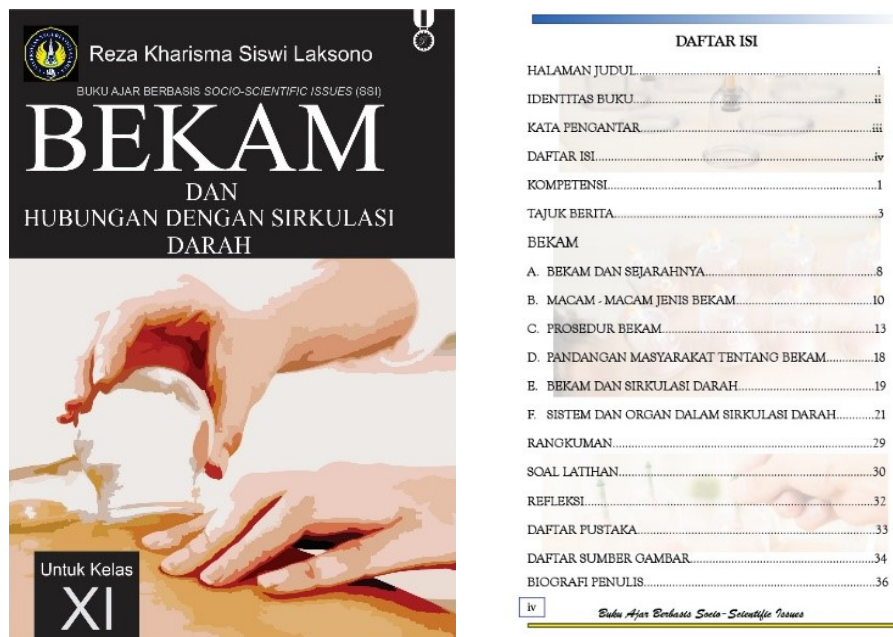 Reza Kharisma Siswi Laksono
BUKU AJAR BERBASIS SOCIO-SCIENTIFIC ISSUES (SSI)
BEKAM
DAN
HUBUNGAN DENGAN SIRKULASI
DARAH
Untuk Kelas
XI
DAFTAR ISI
HALAMAN JUDUL.....i
IDENTITAS BUKU.....ii
KATA PENGANTAR.....iii
DAFTAR ISI.....iv
KOMPETENSI.....1
TAJUK BERITA.....3
BEKAM
A. BEKAM DAN SEJARAHNYA.....8
B. MACAM - MACAM JENIS BEKAM.....10
C. PROSEDUR BEKAM.....13
D. PANDANGAN MASYARAKAT TENTANG BEKAM.....18
E. BEKAM DAN SIRKULASI DARAH.....19
F. SISTEM DAN ORGAN DALAM SIRKULASI DARAH.....21
RANGKUMAN.....29
SOAL LATIHAN.....30
REFLEKSI.....32
DAFTAR PUSTAKA.....33
DAFTAR SUMBER GAMBAR.....34
BIOGRAFI PENULIS.....36
iv
Buku Ajar Berbasis Socio-Scientific Issues